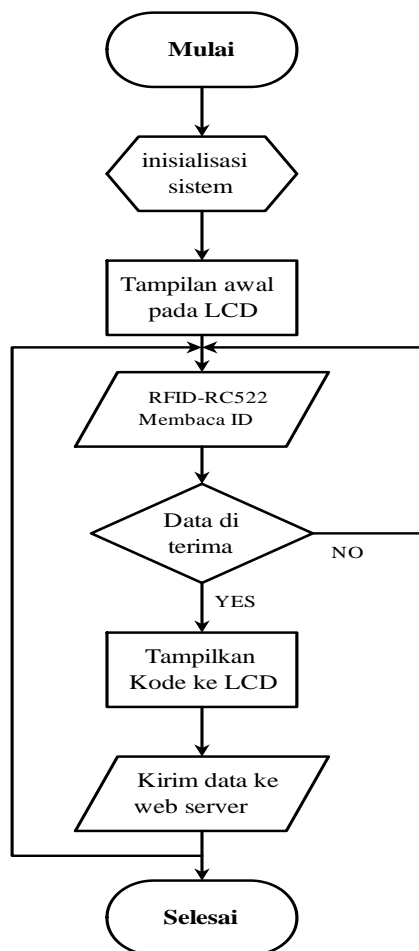 Mulai
inisialisasi
sistem
Tampilan awal
pada LCD
RFID-RC522
Membaca ID
Data di
terima
NO
YES
Tampilkan
Kode ke LCD
Kirim data ke
web server
Selesai